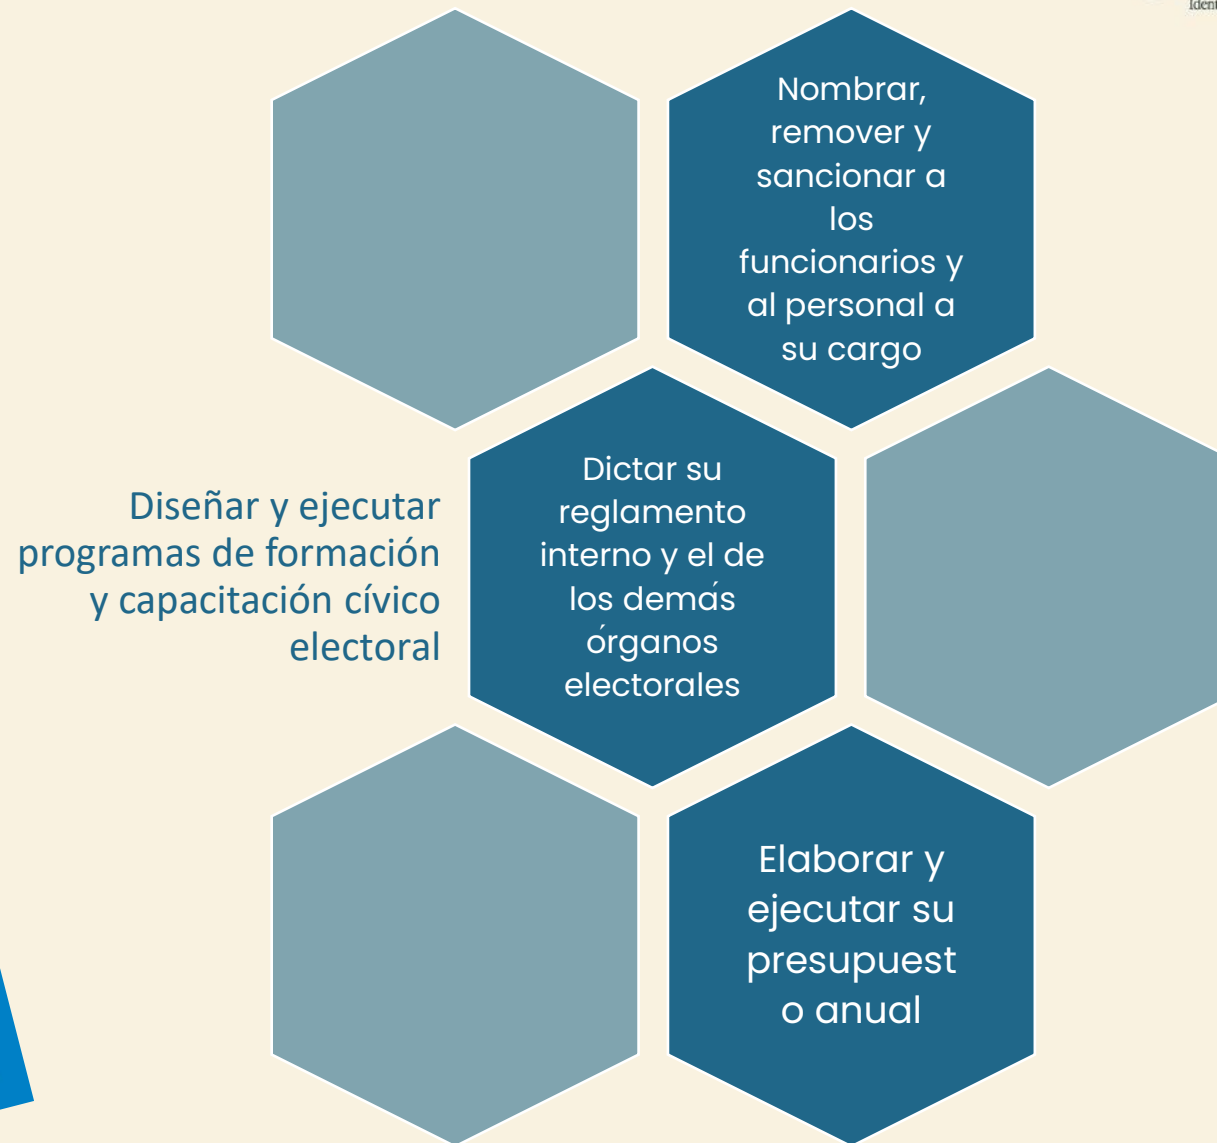 Ident
Nombrar,
remover y
sancionar a
los
funcionarios y
al personal a
su cargo
Diseñar y ejecutar
programas de formación
y capacitación cívico
electoral
Dictar su
reglamento
interno y el de
los demás
órganos
electorales
Elaborar y
ejecutar su
presupuest
o anual